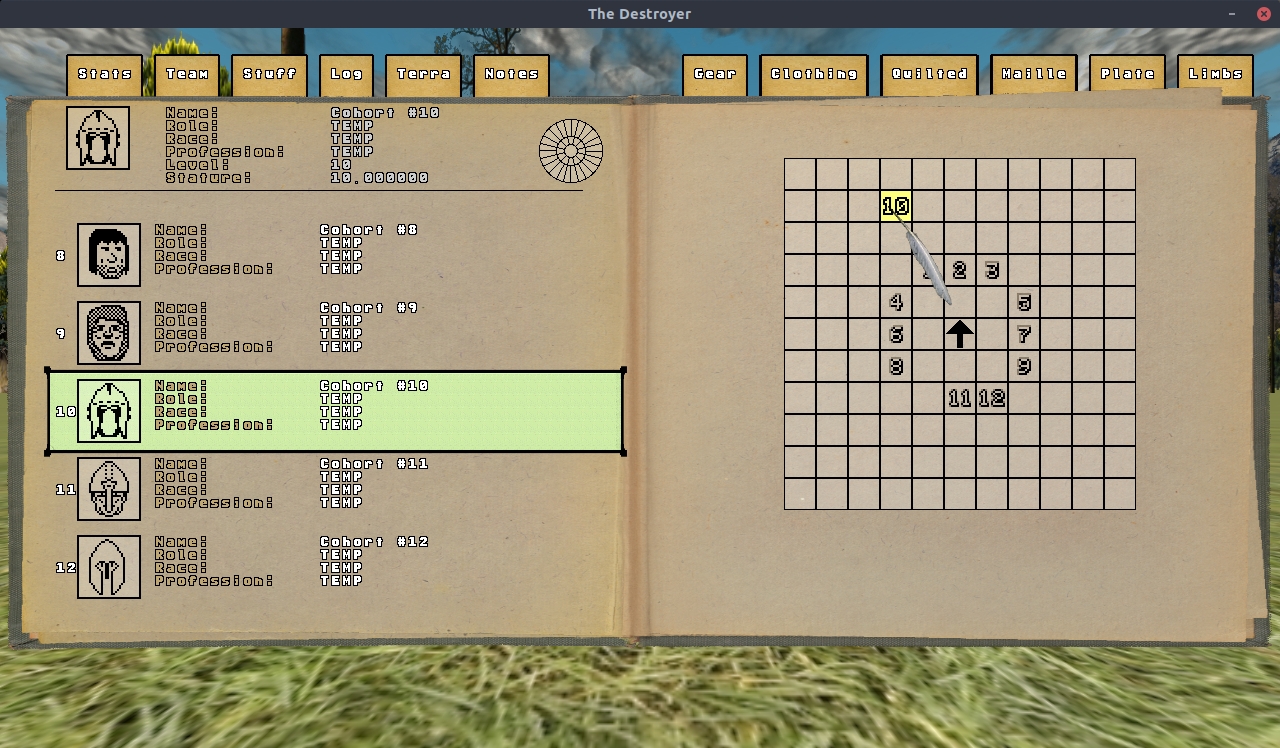 The Destroyer
Stats Team Stuff Log Terra Notes Gear Clothing Quilted Maille Plate Limbs
Name: Cohort #10
Role: TEMP
Race: TEMP
Profession: TEMP
Level: 10
Stature: 10.000000
8
Name: Cohort #8
Role: TEMP
Race: TEMP
Profession: TEMP
9
Name: Cohort #9
Role: TEMP
Race: TEMP
Profession: TEMP
10
Name: Cohort #10
Role: TEMP
Race: TEMP
Profession: TEMP
11
Name: Cohort #11
Role: TEMP
Race: TEMP
Profession: TEMP
12
Name: Cohort #12
Role: TEMP
Race: TEMP
Profession: TEMP
10
2 3
4 5
6 7
8 9
11 12